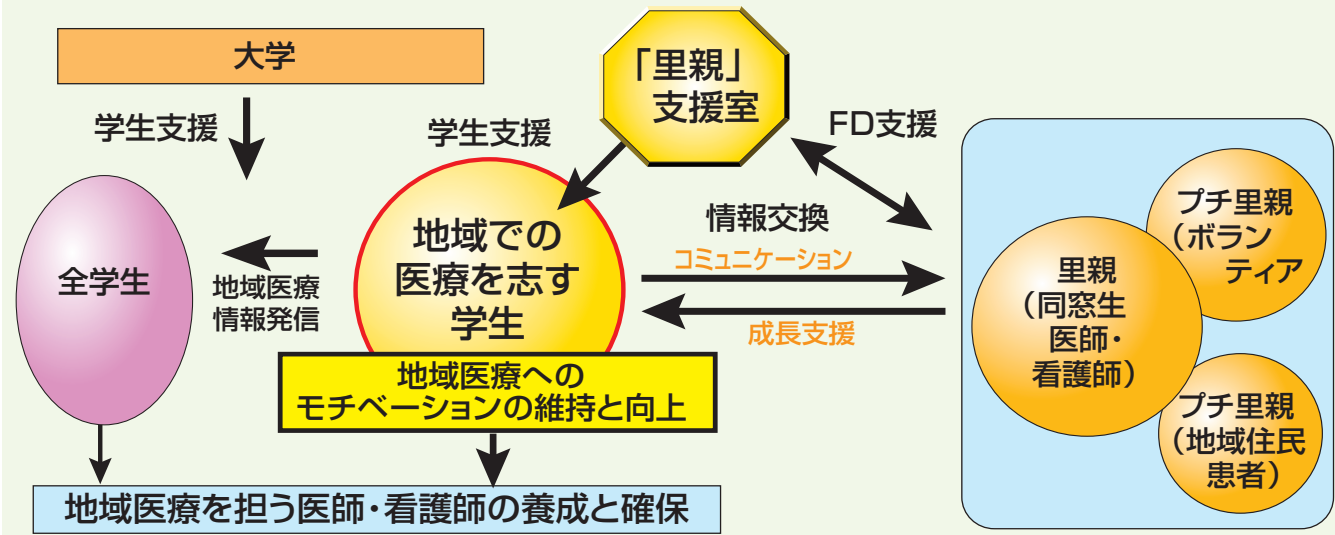 大学
「里親」
支援室
学生支援
学生支援
FD支援
全学生
地域医療
情報発信
地域での
医療を志す
学生
情報交換
コミュニケーション
成長支援
プチ里親
（ボラン
ティア
里親
（同窓生
医師・
看護師）
プチ里親
（地域住民
患者）
地域医療への
モチベーションの維持と向上
地域医療を担う医師・看護師の養成と確保